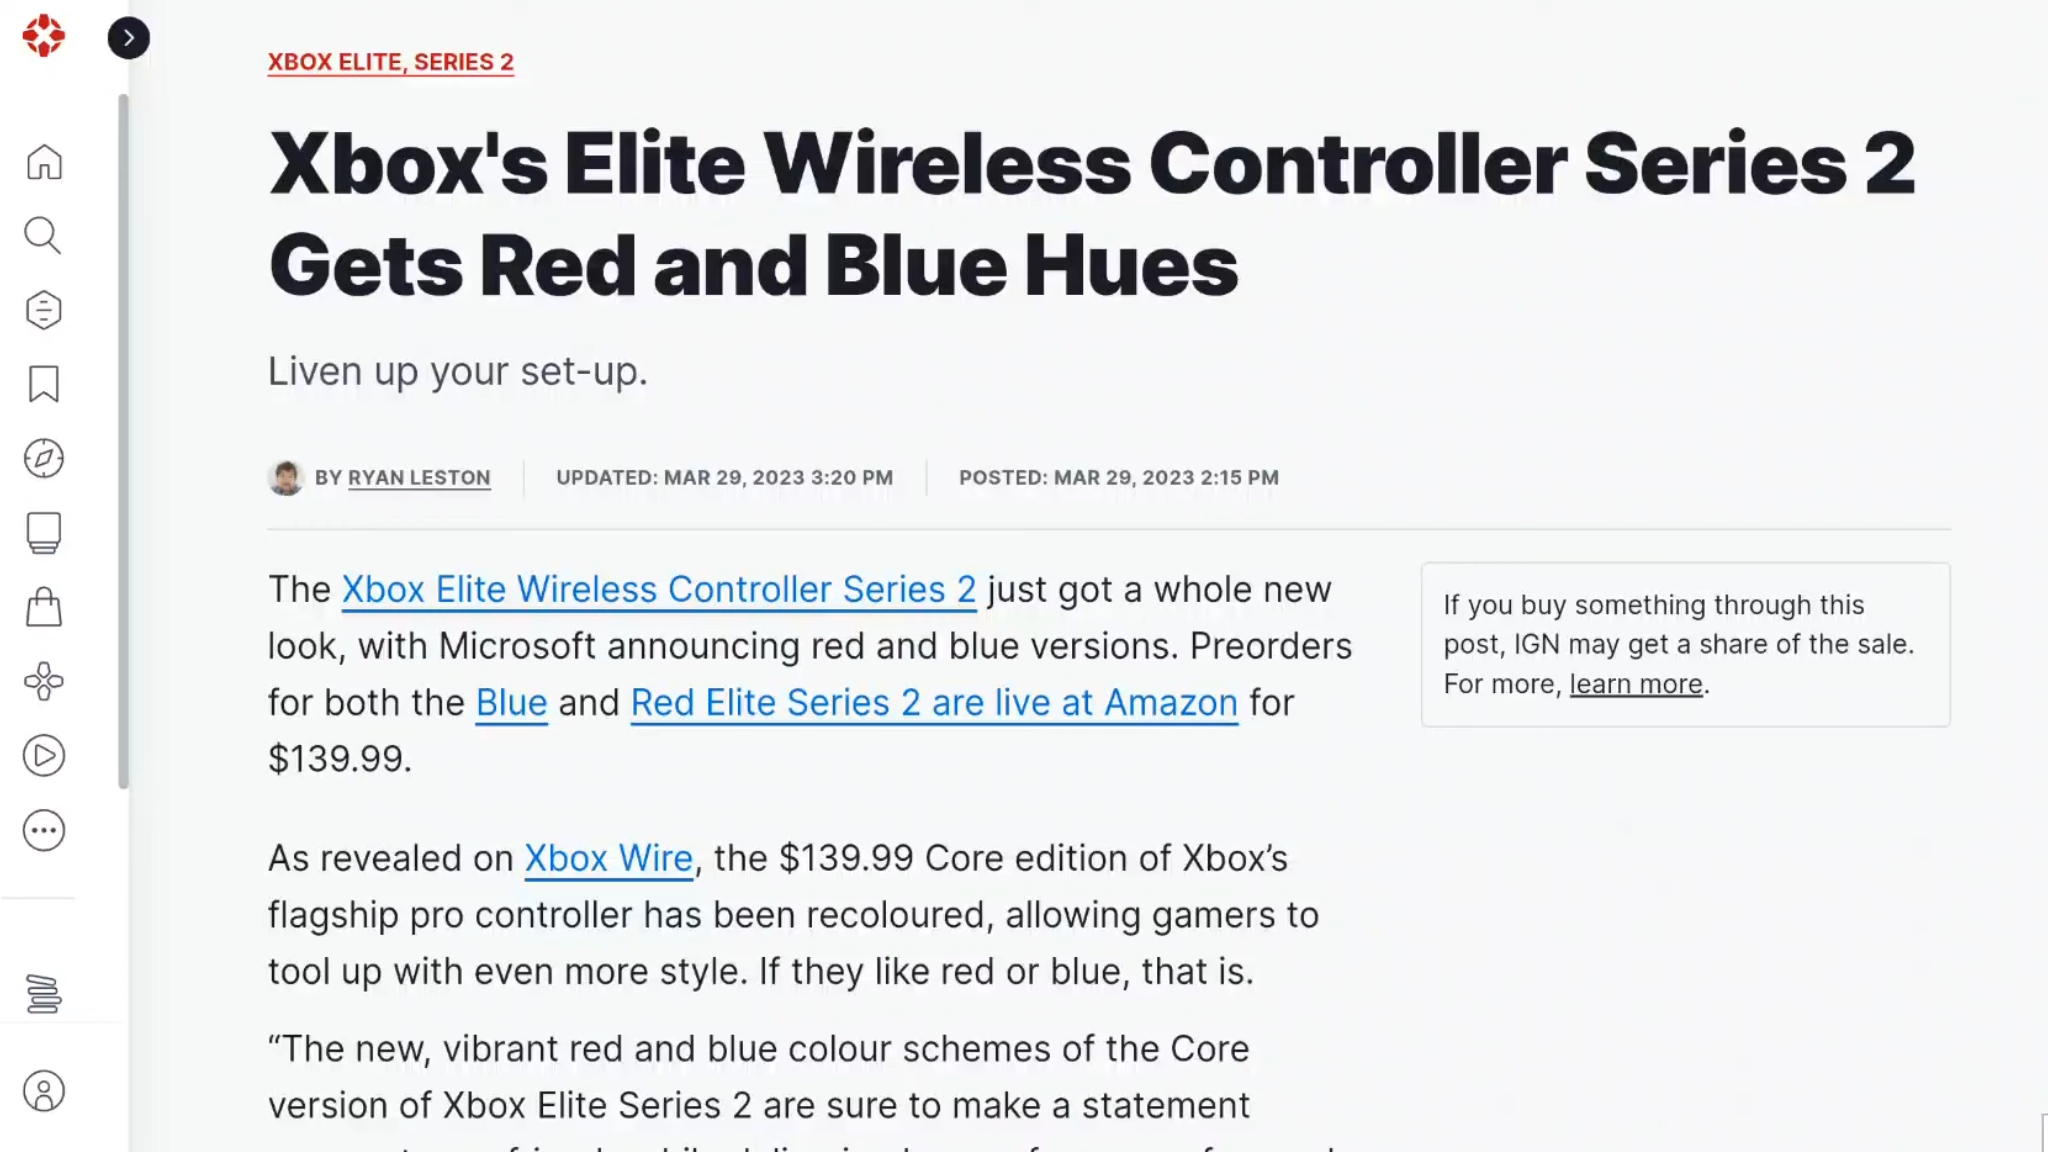 XBOX ELITE, SERIES 2
Xbox's Elite Wireless Controller Series 2
Gets Red and Blue Hues
Liven up your set-up.
BY RYAN LESTON
UPDATED: MAR 29, 2023 3:20 PM
POSTED: MAR 29, 2023 2:15 PM
The Xbox Elite Wireless Controller Series 2 just got a whole new
look, with Microsoft announcing red and blue versions. Preorders
for both the Blue and Red Elite Series 2 are live at Amazon for
$139.99.
If you buy something through this
post, IGN may get a share of the sale.
For more, learn more.
As revealed on Xbox Wire, the $139.99 Core edition of Xbox’s
flagship pro controller has been recoloured, allowing gamers to
tool up with even more style. If they like red or blue, that is.
“The new, vibrant red and blue colour schemes of the Core
version of Xbox Elite Series 2 are sure to make a statement